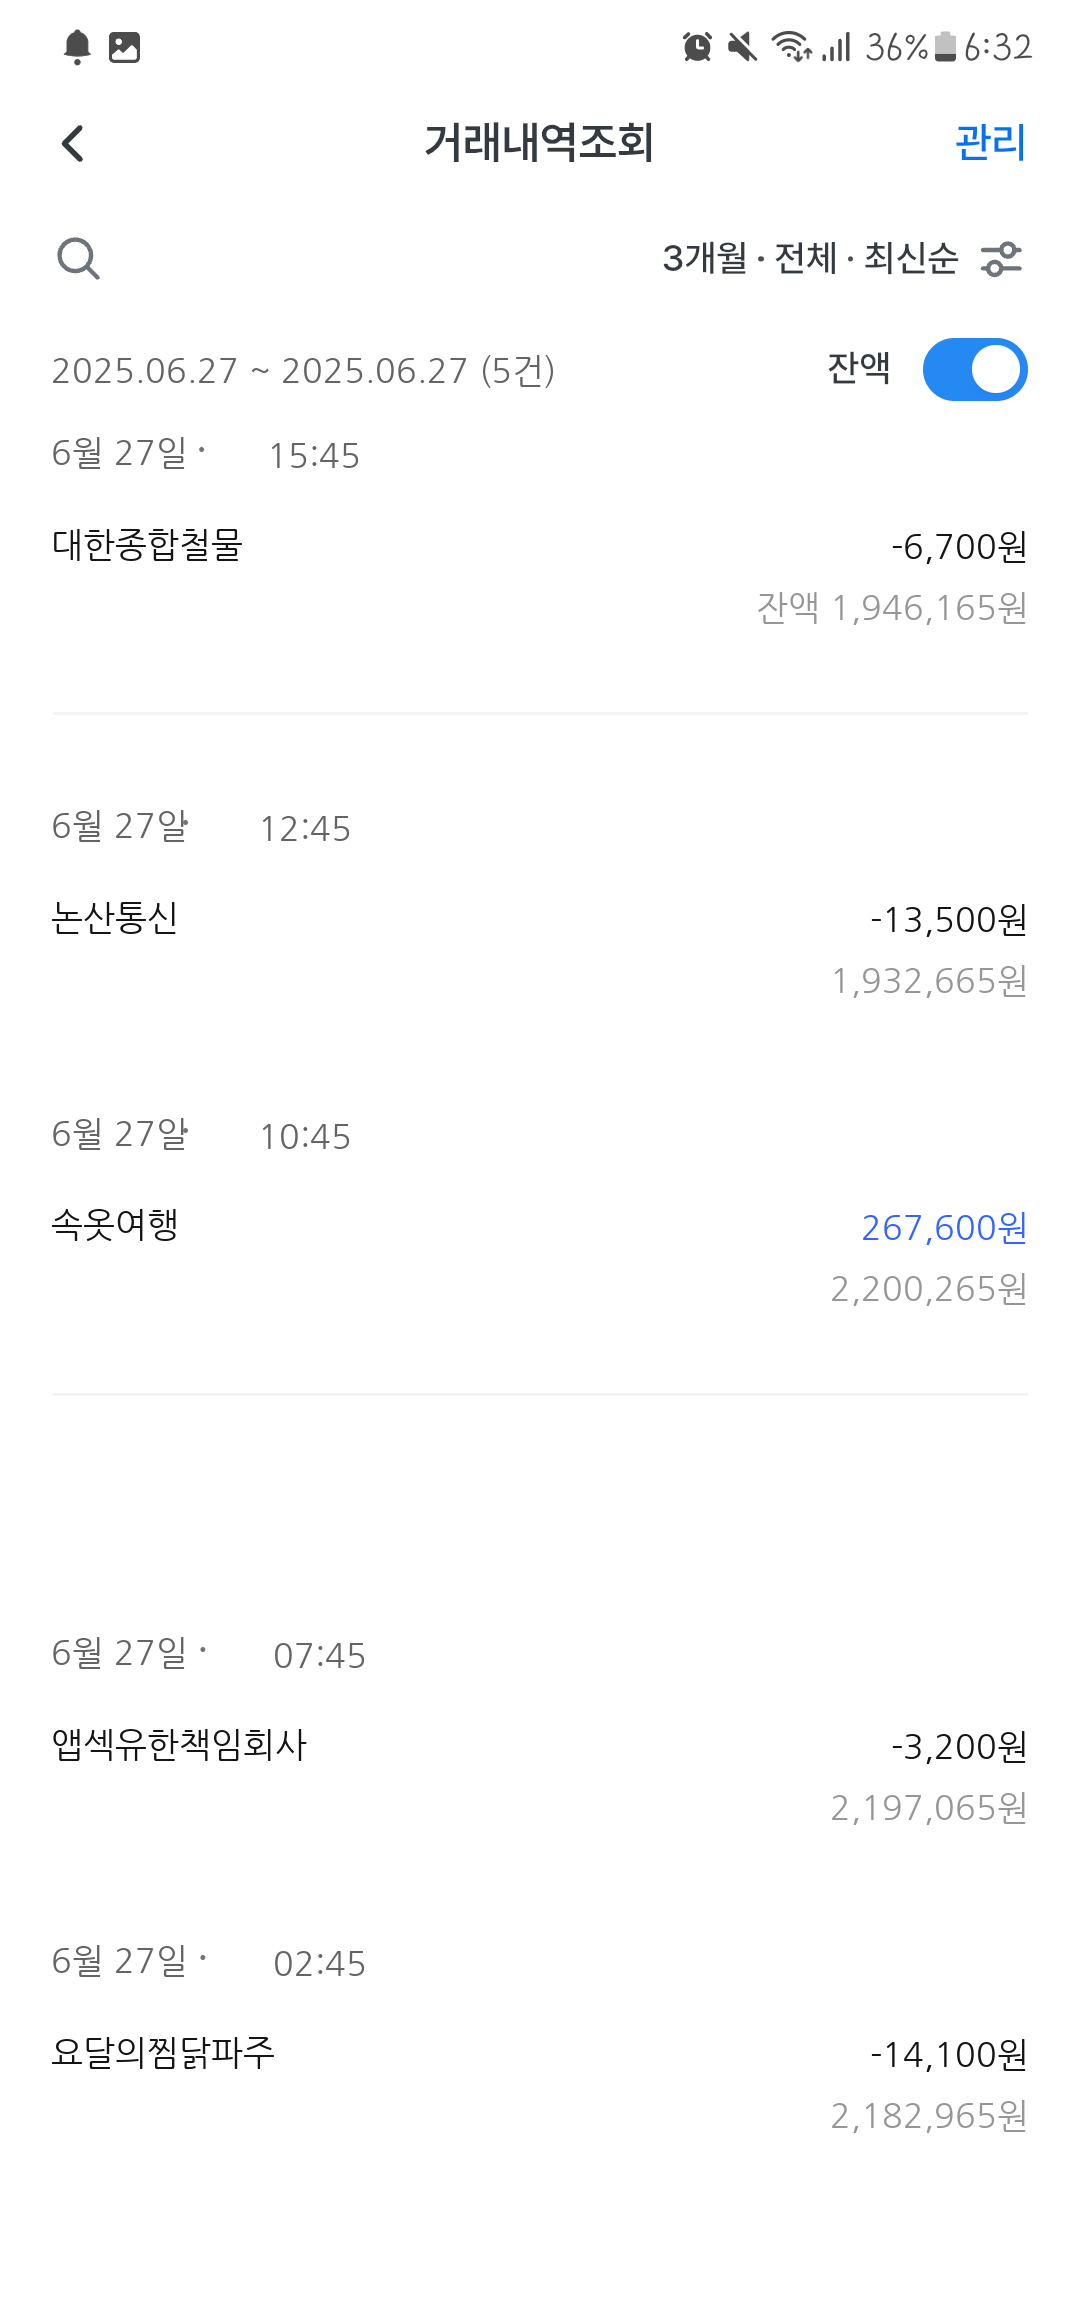 36% 6:32
거래내역조회 관리
3개월 · 전체 · 최신순
2025.06.27 ~ 2025.06.27 (5건) 잔액
6월 27일 · 15:45
대한종합철물 -6,700원
잔액 1,946,165원
6월 27일· 12:45
논산통신 -13,500원
1,932,665원
6월 27일· 10:45
속옷여행 267,600원
2,200,265원
6월 27일 · 07:45
앱섹유한책임회사 -3,200원
2,197,065원
6월 27일 · 02:45
요달의찜닭파주 -14,100원
2,182,965원